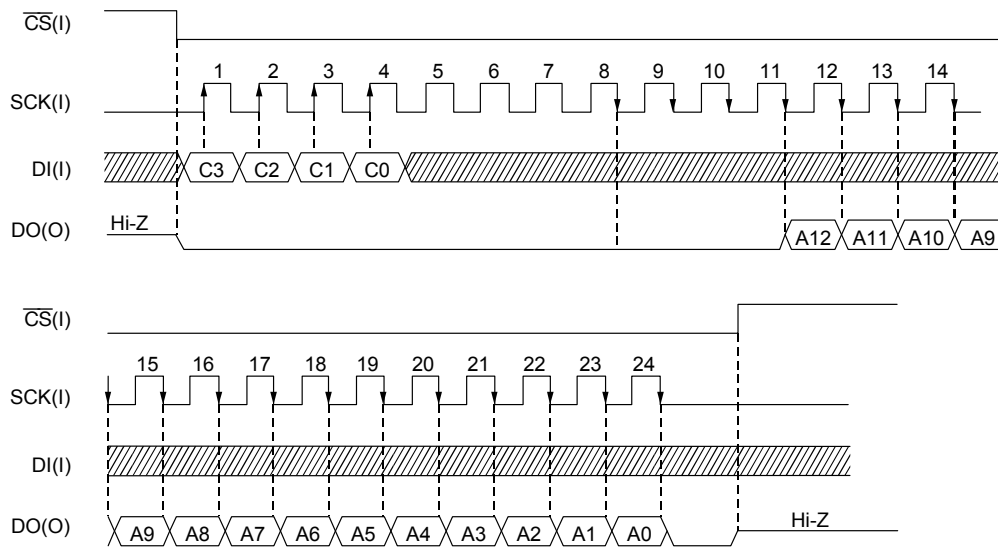 CS(I)
1 2 3 4 5 6 7 8 9 10 11 12 13 14
SCK(I)
DI(I) C3 C2 C1 C0
Hi-Z
DO(O) A12 A11 A10 A9
CS(I)
15 16 17 18 19 20 21 22 23 24
SCK(I)
DI(I)
DO(O) A9 A8 A7 A6 A5 A4 A3 A2 A1 A0 Hi-Z